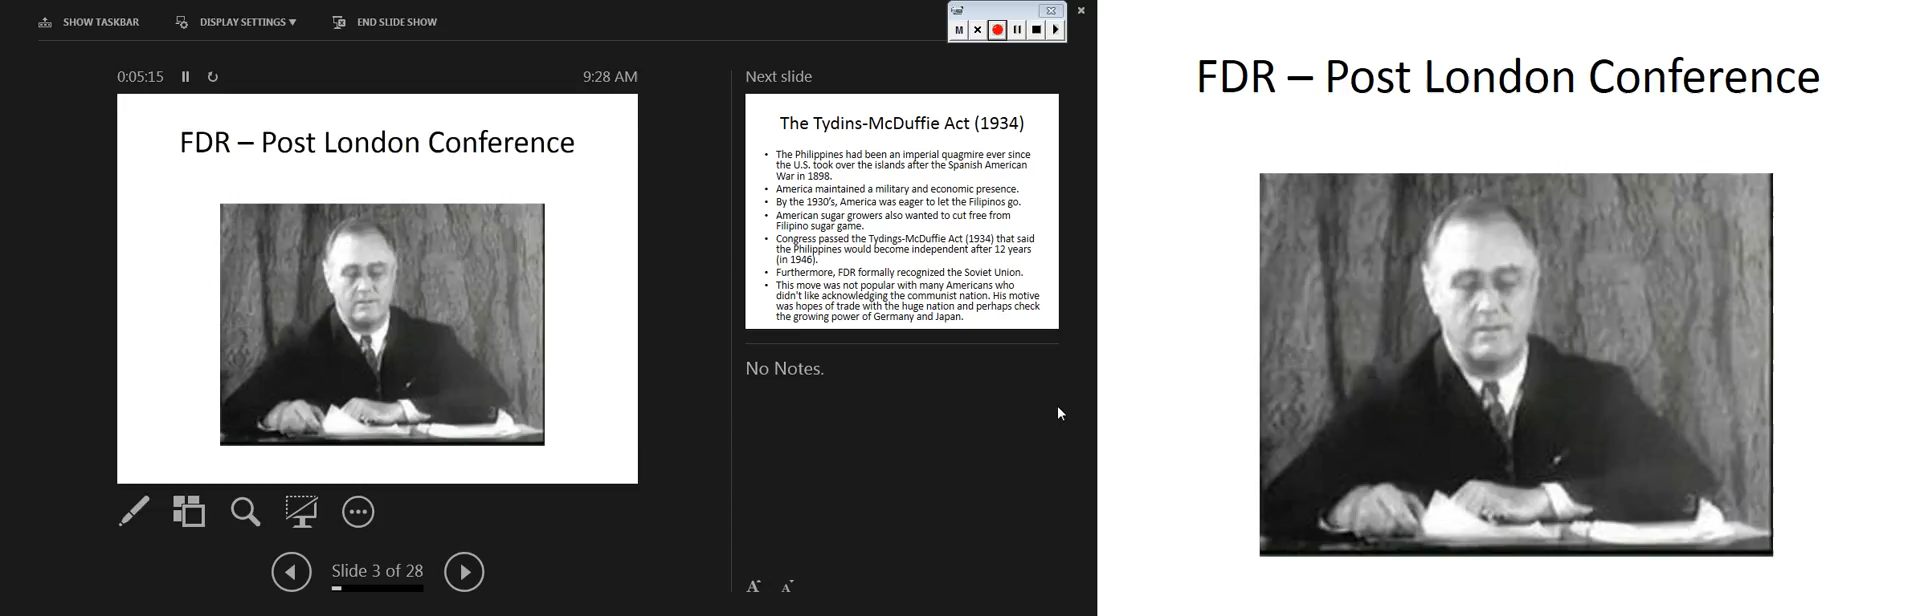 SHOW TASKBAR
DISPLAY SETTINGS ▼
END SLIDE SHOW
M
0:05:15
9:28 AM
FDR – Post London Conference
Slide 3 of 28
Next slide
The Tydins-McDuffie Act (1934)
• The Philippines had been an imperial quagmire ever since
the U.S. took over the islands after the Spanish American
War in 1898.
• America maintained a military and economic presence.
• By the 1930's, America was eager to let the Filipinos go.
• American sugar growers also wanted to cut free from
Filipino sugar game.
• Congress passed the Tydings-McDuffie Act (1934) that said
the Philippines would become independent after 12 years
(in 1946).
• Furthermore, FDR formally recognized the Soviet Union.
• This move was not popular with many Americans who
didn't like acknowledging the communist nation. His motive
was hopes of trade with the huge nation and perhaps check
the growing power of Germany and Japan.
No Notes.
A A
FDR – Post London Conference